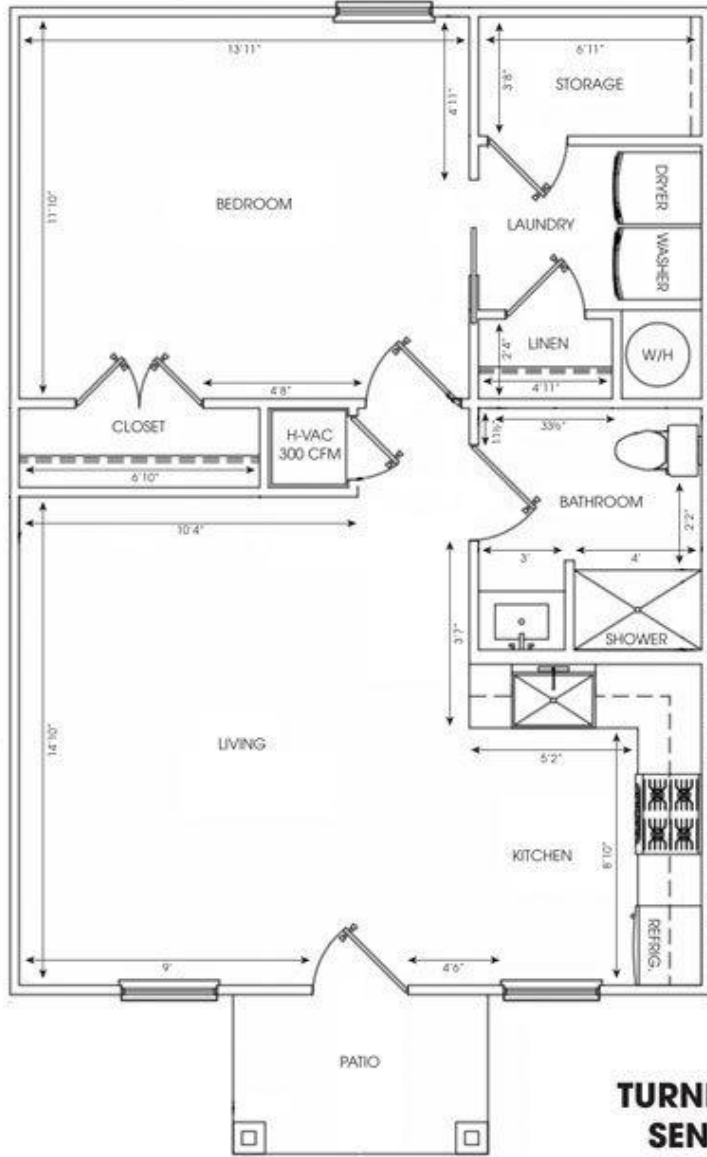 13'11"
6'11"
3'8"
STORAGE
4'11"
11'10"
BEDROOM
DRYER
LAUNDRY
WASHER
LINEN
2'4"
4'11"
W/H
4'8"
CLOSET
H-VAC
300 CFM
11½"
33½"
6'10"
BATHROOM
2'2"
10'4"
3'
4'
SHOWER
3'7"
14'10"
LIVING
5'2"
KITCHEN
8'10"
REFRIG.
9'
4'6"
PATIO
SEN